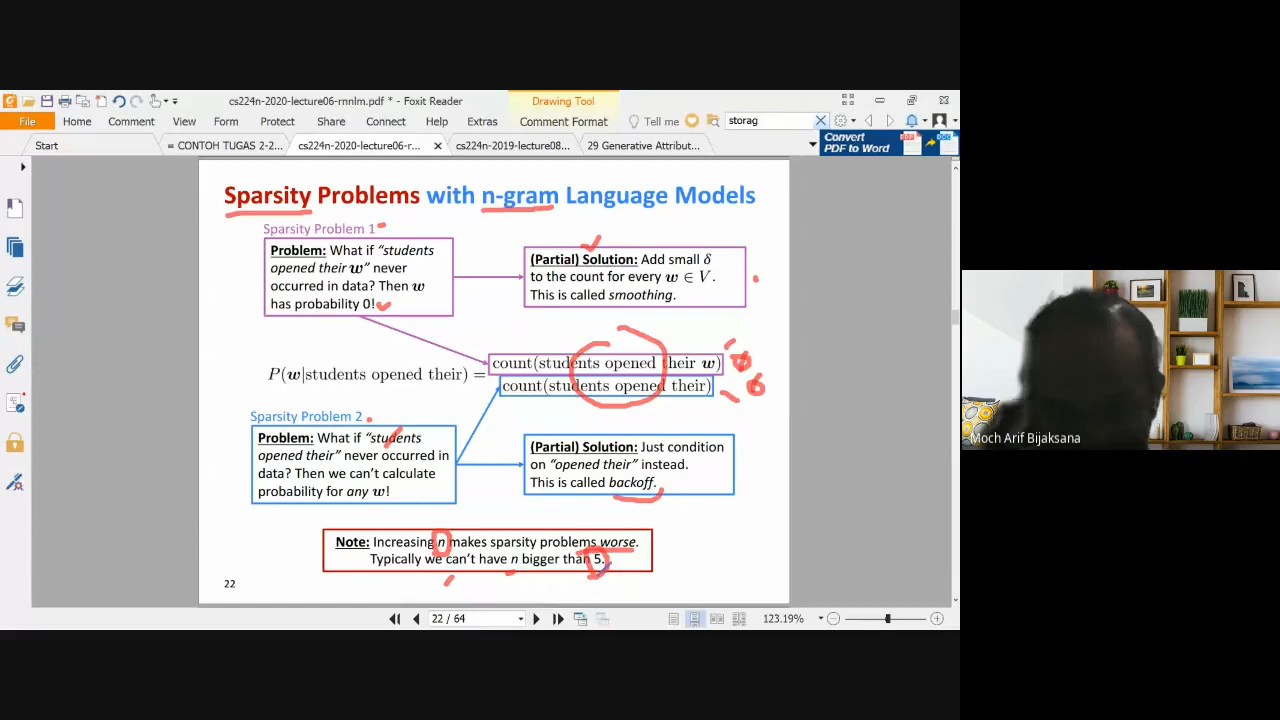 cs224n-2020-lecture06-rnnlm.pdf * - Foxit Reader
Drawing Tool
File Home Comment View Form Protect Share Connect Help Extras Comment Format Tell me storag
Start = CONTOH TUGAS 2-2... cs224n-2020-lecture06-r... cs224n-2019-lecture08... 29 Generative Attribut...
Convert
PDF to Word
Sparsity Problems with n-gram Language Models
Sparsity Problem 1
Problem: What if "students
opened their w" never
occurred in data? Then w
has probability 0!
(Partial) Solution: Add small δ
to the count for every w ∈ V.
This is called smoothing.
P(w|students opened their) =
count(students opened their w)
count(students opened their)
Sparsity Problem 2
Problem: What if "students
opened their" never occurred in
data? Then we can't calculate
probability for any w!
(Partial) Solution: Just condition
on "opened their" instead.
This is called backoff.
Note: Increasing n makes sparsity problems worse.
Typically we can't have n bigger than 5.
22
22 / 64
123.19%
Moch Arif Bijaksana